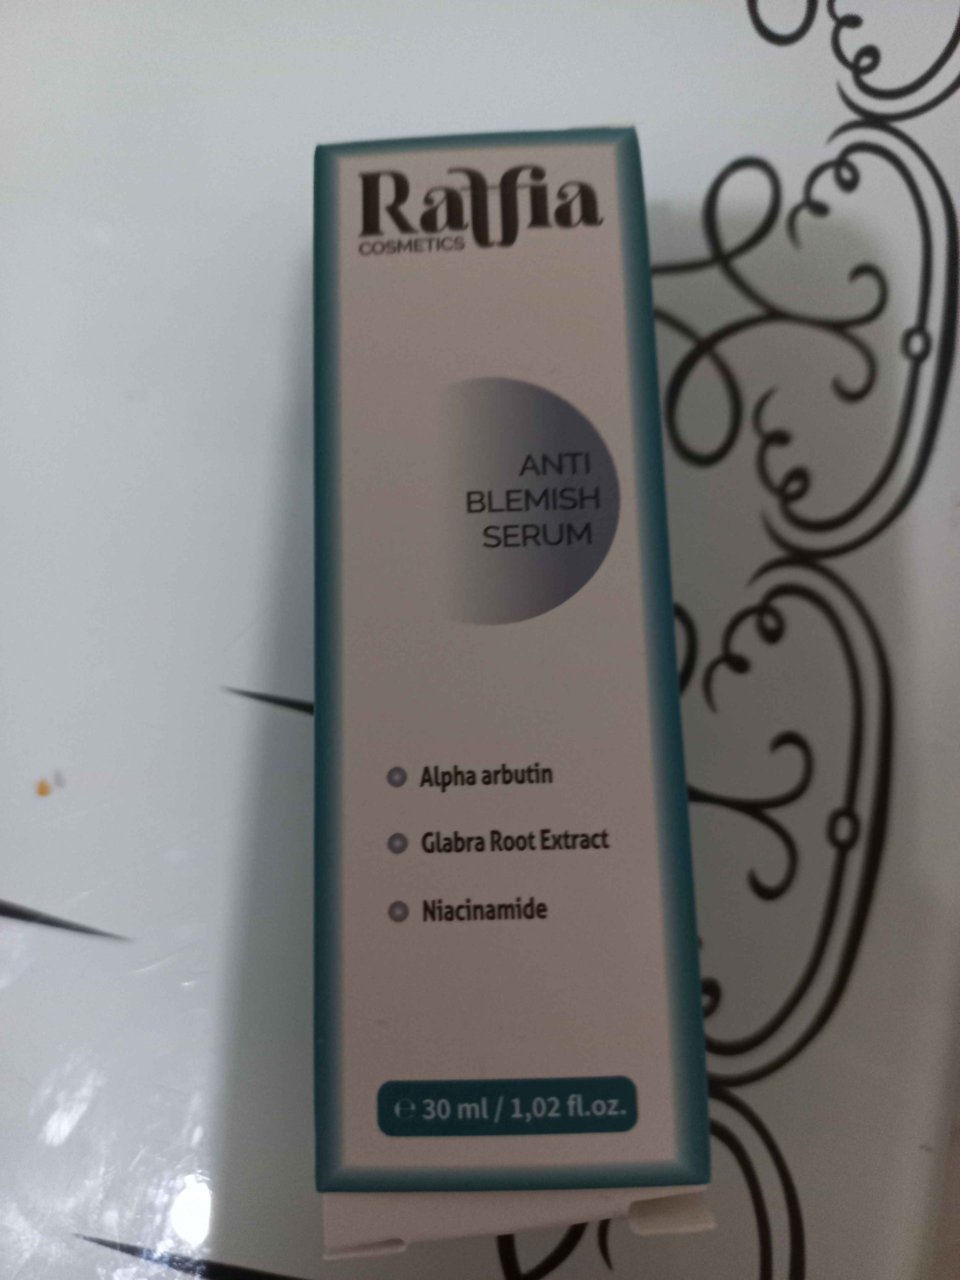 Raffia
COSMETICS
ANTI
BLEMISH
SERUM
Alpha arbutin
Glabra Root Extract
Niacinamide
℮ 30 ml / 1,02 fl.oz.